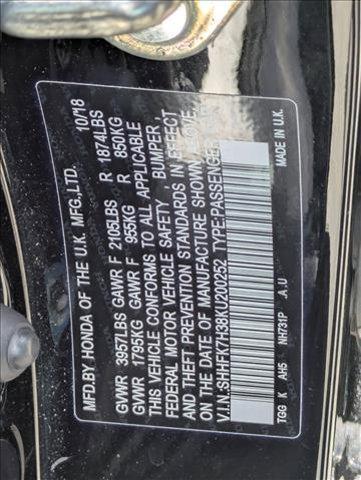 MFD.BY HONDA OF THE U.K. MFG.,LTD. 10/18
GVWR 3957LBS GAWR F 2105LBS R 1874LBS
GVWR 1795KG GAWR F 955KG R 850KG
THIS VEHICLE CONFORMS TO ALL APPLICABLE
FEDERAL MOTOR VEHICLE SAFETY, BUMPER,
AND THEFT PREVENTION STANDARDS IN EFFECT
ON THE DATE OF MANUFACTURE SHOWN ABOVE.
V.I.N.:SHHFK7H38KU200252 TYPE:PASSENGER
TGG K AH5 NH731P A.U MADE IN U.K.